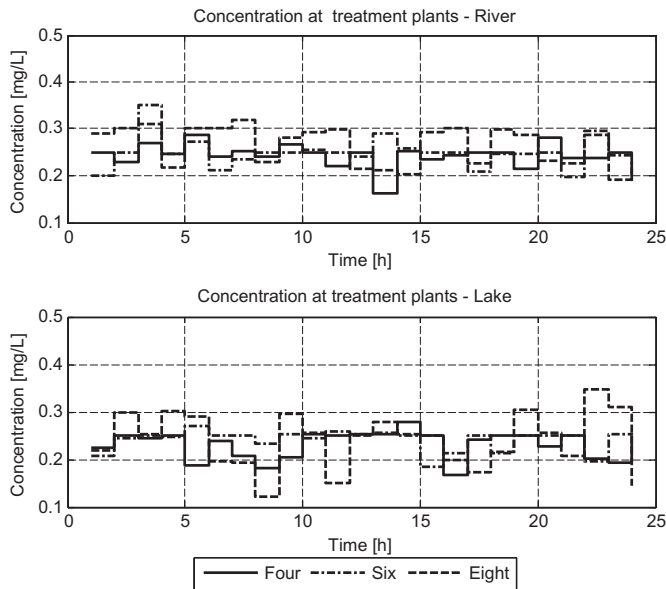 Concentration at treatment plants - River
Concentration [mg/L]
0.5
0.4
0.3
0.2
0.1
0 5 10 15 20 25
Time [h]
Concentration at treatment plants - Lake
Concentration [mg/L]
0.5
0.4
0.3
0.2
0.1
0 5 10 15 20 25
Time [h]
Four Six Eight